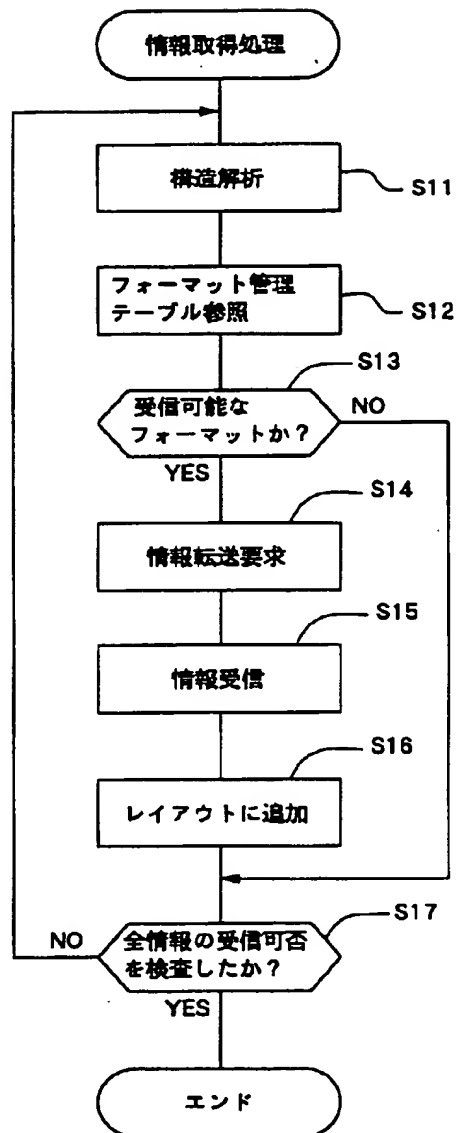 情報取得処理
構造解析
S11
フォーマット管理
テーブル参照
S12
S13
受信可能な
フォーマットか？
NO
YES
S14
情報転送要求
S15
情報受信
S16
レイアウトに追加
S17
NO
全情報の受信可否
を検査したか？
YES
エンド